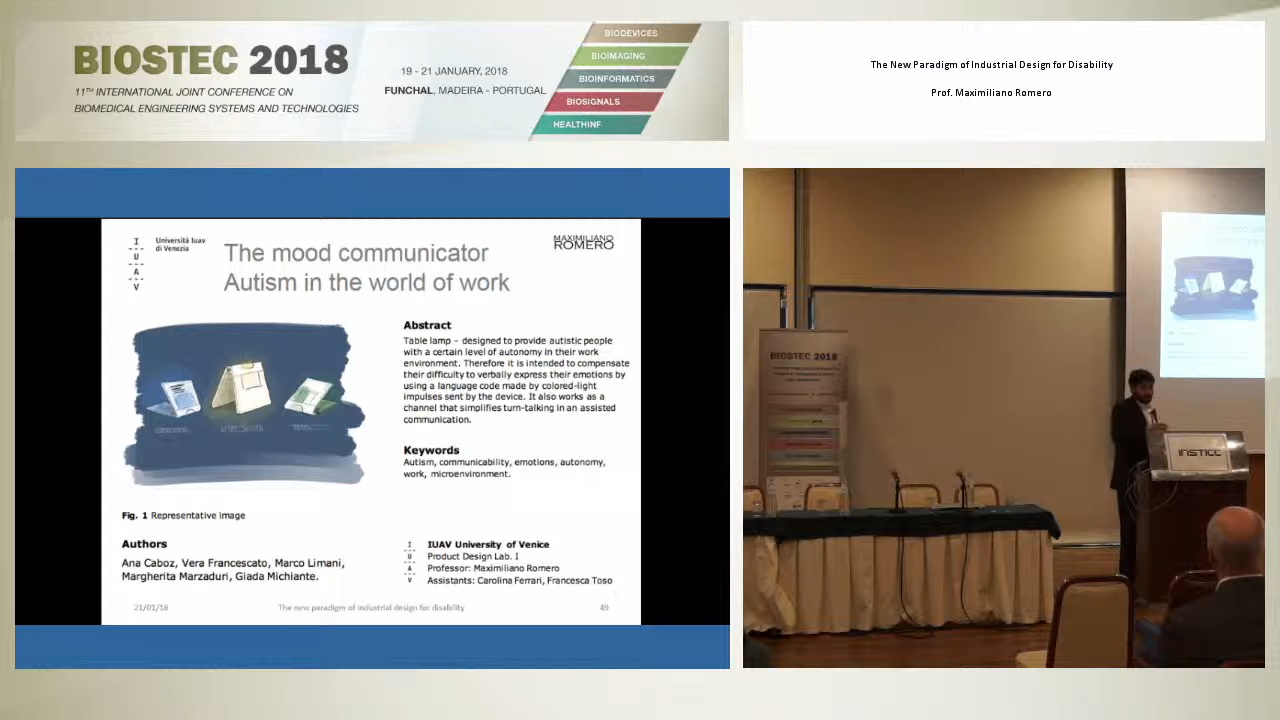 BIOSTEC 2018
11TH INTERNATIONAL JOINT CONFERENCE ON
BIOMEDICAL ENGINEERING SYSTEMS AND TECHNOLOGIES
19 - 21 JANUARY, 2018
FUNCHAL, MADEIRA - PORTUGAL
BIODEVICES
BIOIMAGING
BIOINFORMATICS
BIOSIGNALS
HEALTHINF
The New Paradigm of Industrial Design for Disability
Prof. Maximiliano Romero
I
U
A
V
Università Iuav
di Venezia
The mood communicator
Autism in the world of work
MAXIMILIANO
ROMERO
Abstract
Table lamp – designed to provide autistic people
with a certain level of autonomy in their work
environment. Therefore it is intended to compensate
their difficulty to verbally express their emotions by
using a language code made by colored-light
impulses sent by the device. It also works as a
channel that simplifies turn-talking in an assisted
communication.
Keywords
Autism, communicability, emotions, autonomy,
work, microenvironment.
Fig. 1 Representative image
Authors
Ana Caboz, Vera Francescato, Marco Limani,
Margherita Marzaduri, Giada Michiante.
I
U
A
V
IUAV University of Venice
Product Design Lab. I
Professor: Maximiliano Romero
Assistants: Carolina Ferrari, Francesca Toso
21/01/18
The new paradigm of industrial design for disability
49
BIOSTEC 2018
INSTICC